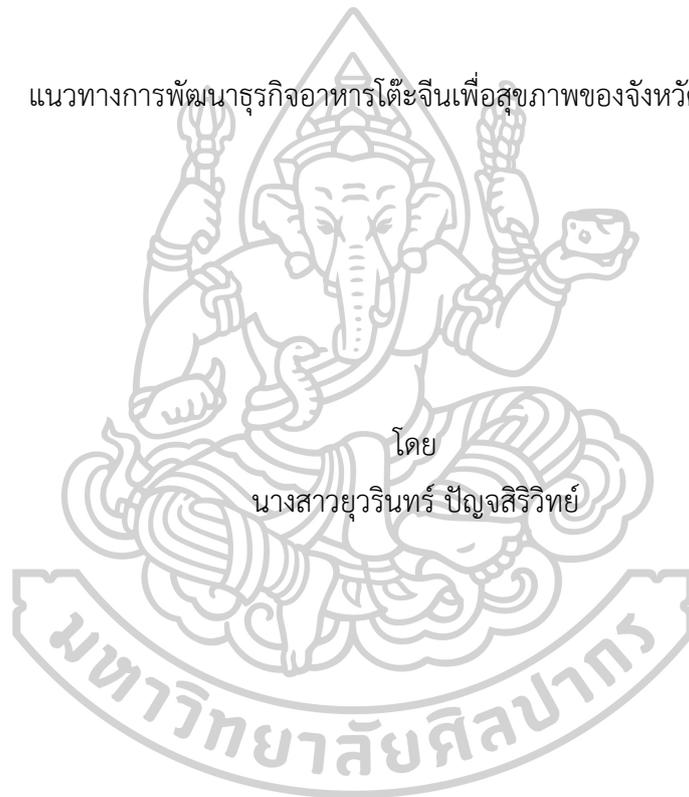 แนวทางการพัฒนาธุรกิจอาหารโต๊ะจีนเพื่อสุขภาพของจังหวัด
โดย
นางสาวยุวรินทร์ ปัญจสิริวิทย์
มหาวิทยาลัยศิลปากร